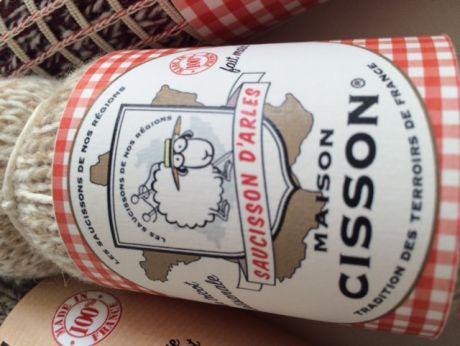 LES SAUCISSONS DE NOS RÉGIONS
LES SAUCISSONS DE NOS RÉGIONS
SAUCISSON D'ARLES
MAISON
CISSON®
TRADITION DES TERROIRS DE FRANCE
100%
fait
MADE IN
100%
FRANCE